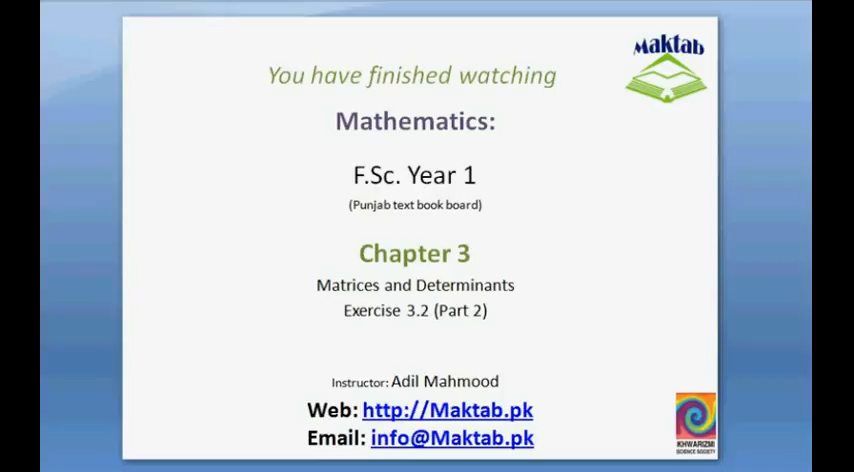 Maktab
You have finished watching
Mathematics:
F.Sc. Year 1
(Punjab text book board)
Chapter 3
Matrices and Determinants
Exercise 3.2 (Part 2)
Instructor: Adil Mahmood
Web: http://Maktab.pk
Email: info@Maktab.pk
KHWARIZMI
SCIENCE SOCIETY